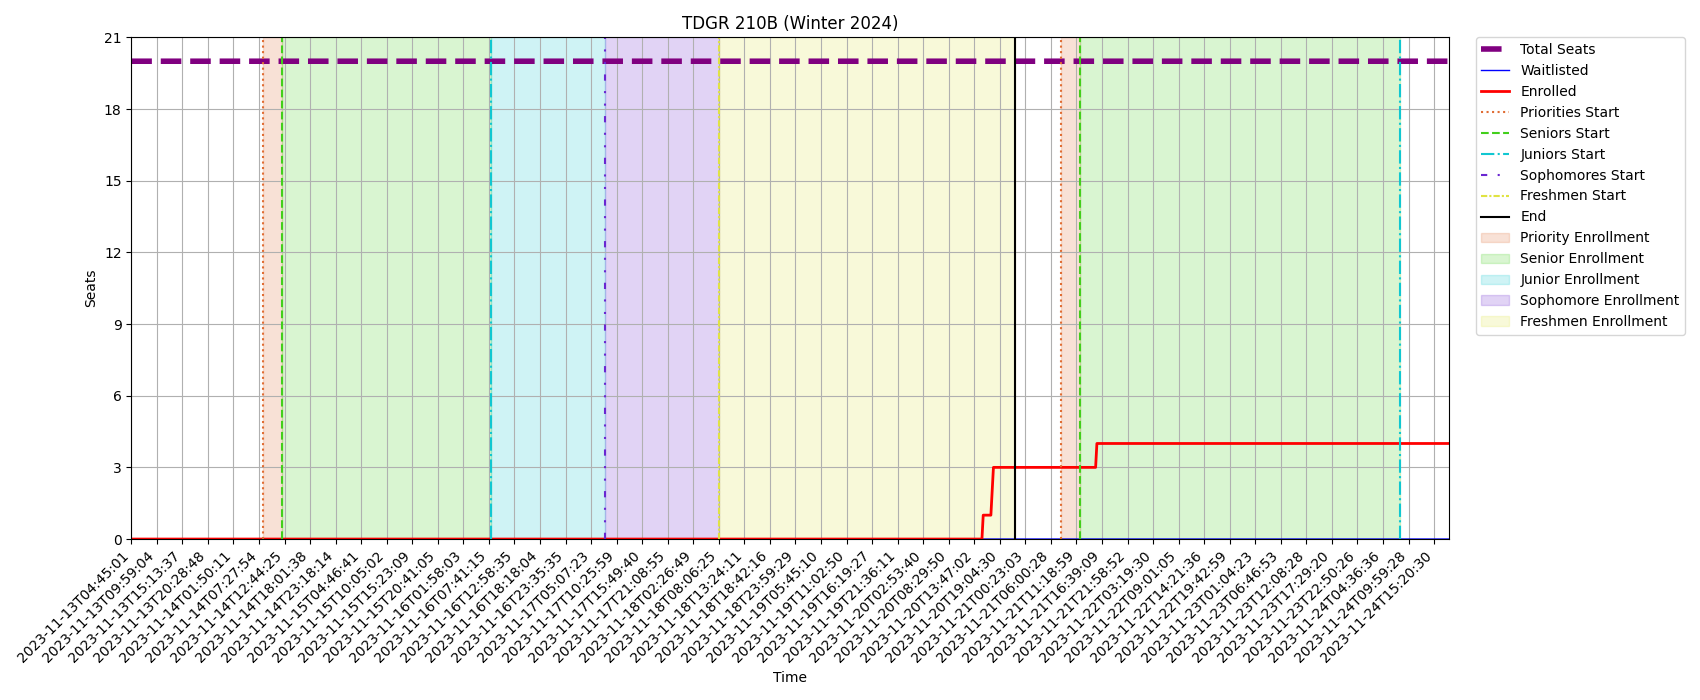 TDGR 210B (Winter 2024)
21
18
15
12
9
6
3
0
Seats
2023-11-13T04:45:01
2023-11-13T09:59:04
2023-11-13T15:13:37
2023-11-13T20:28:48
2023-11-14T01:50:11
2023-11-14T07:27:54
2023-11-14T12:44:25
2023-11-14T18:01:38
2023-11-14T23:18:14
2023-11-15T04:46:41
2023-11-15T10:05:02
2023-11-15T15:23:09
2023-11-15T20:41:05
2023-11-16T01:58:03
2023-11-16T07:41:15
2023-11-16T12:58:35
2023-11-16T18:18:04
2023-11-16T23:35:35
2023-11-17T05:07:23
2023-11-17T10:25:59
2023-11-17T15:49:40
2023-11-17T21:08:55
2023-11-18T02:26:49
2023-11-18T08:06:25
2023-11-18T13:24:11
2023-11-18T18:42:16
2023-11-18T23:59:29
2023-11-19T05:45:10
2023-11-19T11:02:50
2023-11-19T16:19:27
2023-11-19T21:36:11
2023-11-20T02:53:40
2023-11-20T08:29:50
2023-11-20T13:47:02
2023-11-20T19:04:30
2023-11-21T00:23:03
2023-11-21T06:00:28
2023-11-21T11:18:59
2023-11-21T16:39:09
2023-11-21T21:58:52
2023-11-22T03:19:30
2023-11-22T09:01:05
2023-11-22T14:21:36
2023-11-22T19:42:59
2023-11-23T01:04:23
2023-11-23T06:46:53
2023-11-23T12:08:28
2023-11-23T17:29:20
2023-11-23T22:50:26
2023-11-24T04:36:36
2023-11-24T09:59:28
2023-11-24T15:20:30
Time
Total Seats
Waitlisted
Enrolled
Priorities Start
Seniors Start
Juniors Start
Sophomores Start
Freshmen Start
End
Priority Enrollment
Senior Enrollment
Junior Enrollment
Sophomore Enrollment
Freshmen Enrollment